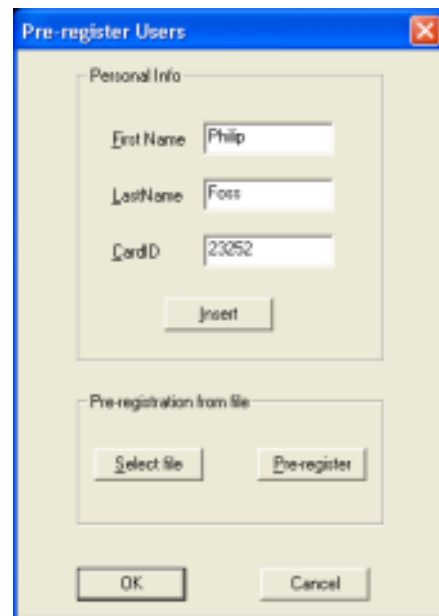 Pre-register Users
Personal Info
First Name Philip
LastName Foss
CardID 23252
Insert
Pre-registration from file
Select file Pre-register
OK Cancel